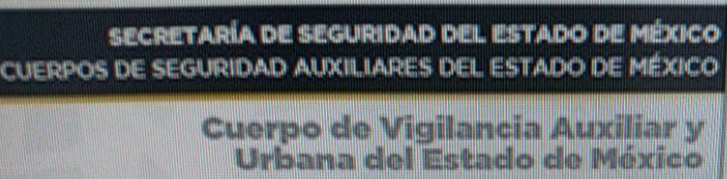 SECRETARÍA DE SEGURIDAD DEL ESTADO DE MÉXICO
CUERPOS DE SEGURIDAD AUXILIARES DEL ESTADO DE MÉXICO
Cuerpo de Vigilancia Auxiliar y
Urbana del Estado de México